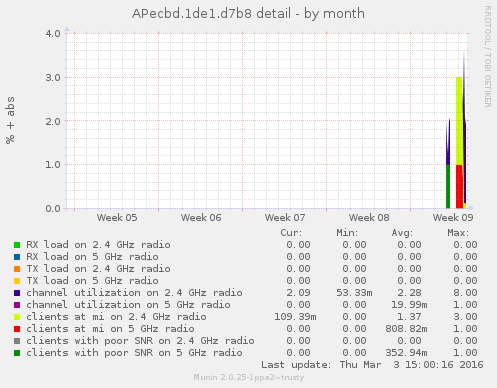 APecbd.1de1.d7b8 detail - by month
RRDTOOL / TOBI OETIKER
% + abs
4.0
3.0
2.0
1.0
0.0
Week 05 Week 06 Week 07 Week 08 Week 09
Cur: Min: Avg: Max:
RX load on 2.4 GHz radio 0.00 0.00 0.00 0.00
RX load on 5 GHz radio 0.00 0.00 0.00 0.00
TX load on 2.4 GHz radio 0.00 0.00 0.00 0.00
TX load on 5 GHz radio 0.00 0.00 0.00 0.00
channel utilization on 2.4 GHz radio 2.09 53.33m 2.28 8.00
channel utilization on 5 GHz radio 0.00 0.00 19.99m 1.00
clients at mi on 2.4 GHz radio 109.39m 0.00 1.37 3.00
clients at mi on 5 GHz radio 0.00 0.00 808.82m 1.00
clients with poor SNR on 2.4 GHz radio 0.00 0.00 0.00 0.00
clients with poor SNR on 5 GHz radio 0.00 0.00 352.94m 1.00
Last update: Thu Mar 3 15:00:16 2016
Munin 2.0.25-1ppa2~trusty